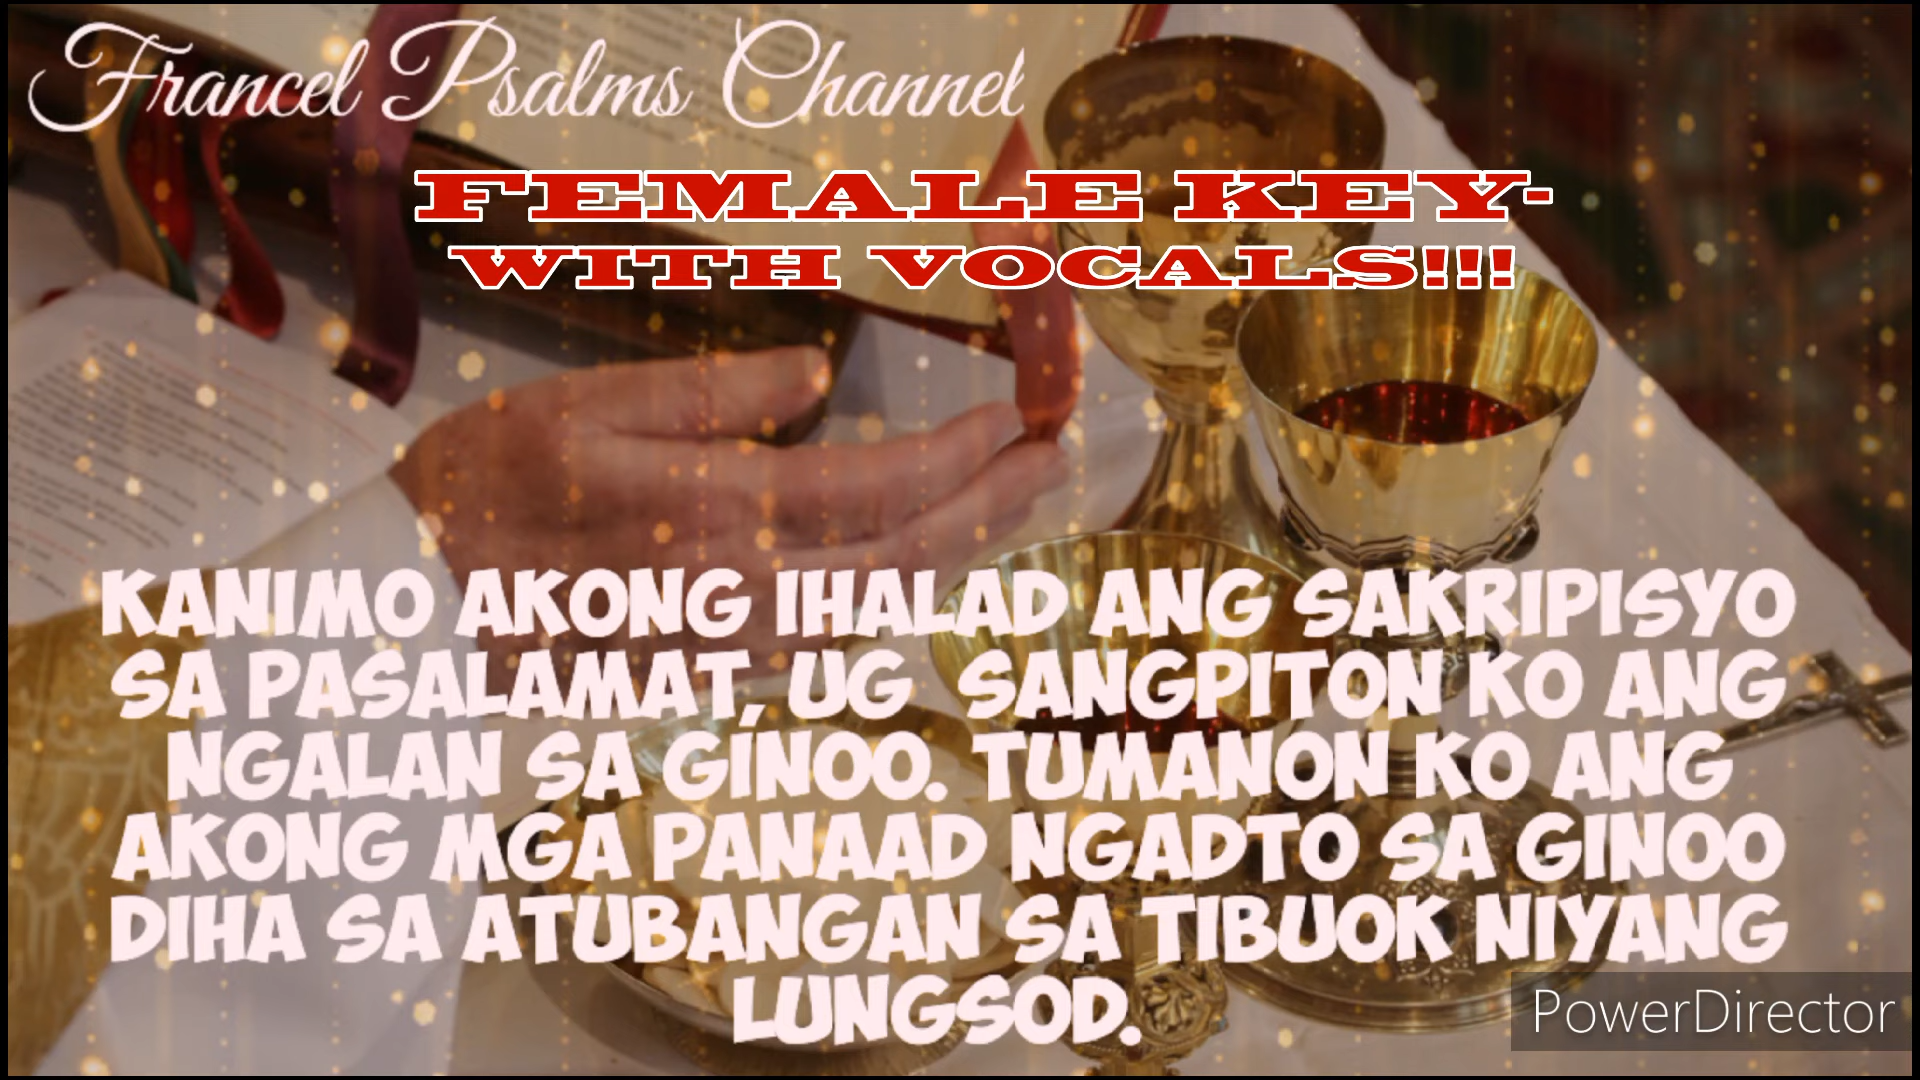 Francel Psalms Channel
FEMALE KEY-
WITH VOCALS!!!
KANIMO AKONG IHALAD ANG SAKRIPISYO
SA PASALAMAT, UG SANGPITON KO ANG
NGALAN SA GINOO. TUMANON KO ANG
AKONG MGA PANAAD NGADTO SA GINOO
DIHA SA ATUBANGAN SA TIBUOK NIYANG
LUNGSOD.
PowerDirector